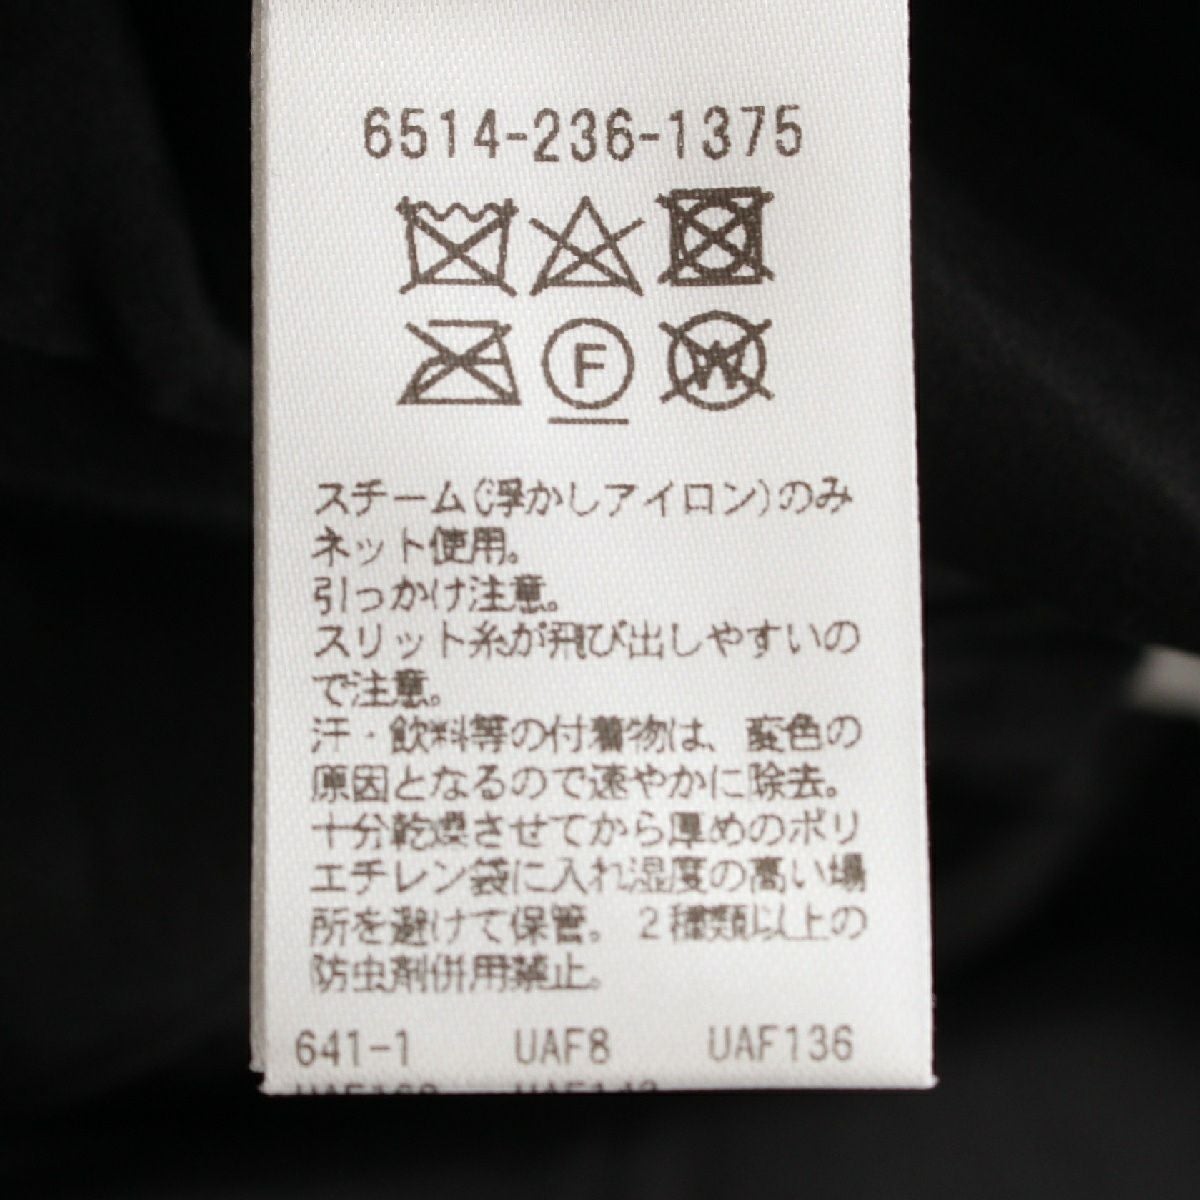 6514-236-1375
F
W
スチーム(浮かしアイロン)のみ
ネット使用。
引っかけ注意。
スリット糸が飛び出しやすいの
で注意。
汗・飲料等の付着物は、変色の
原因となるので速やかに除去。
十分乾燥させてから厚めのポリ
エチレン袋に入れ湿度の高い場
所を避けて保管。2種類以上の
防虫剤併用禁止。
641-1 UAF8 UAF136